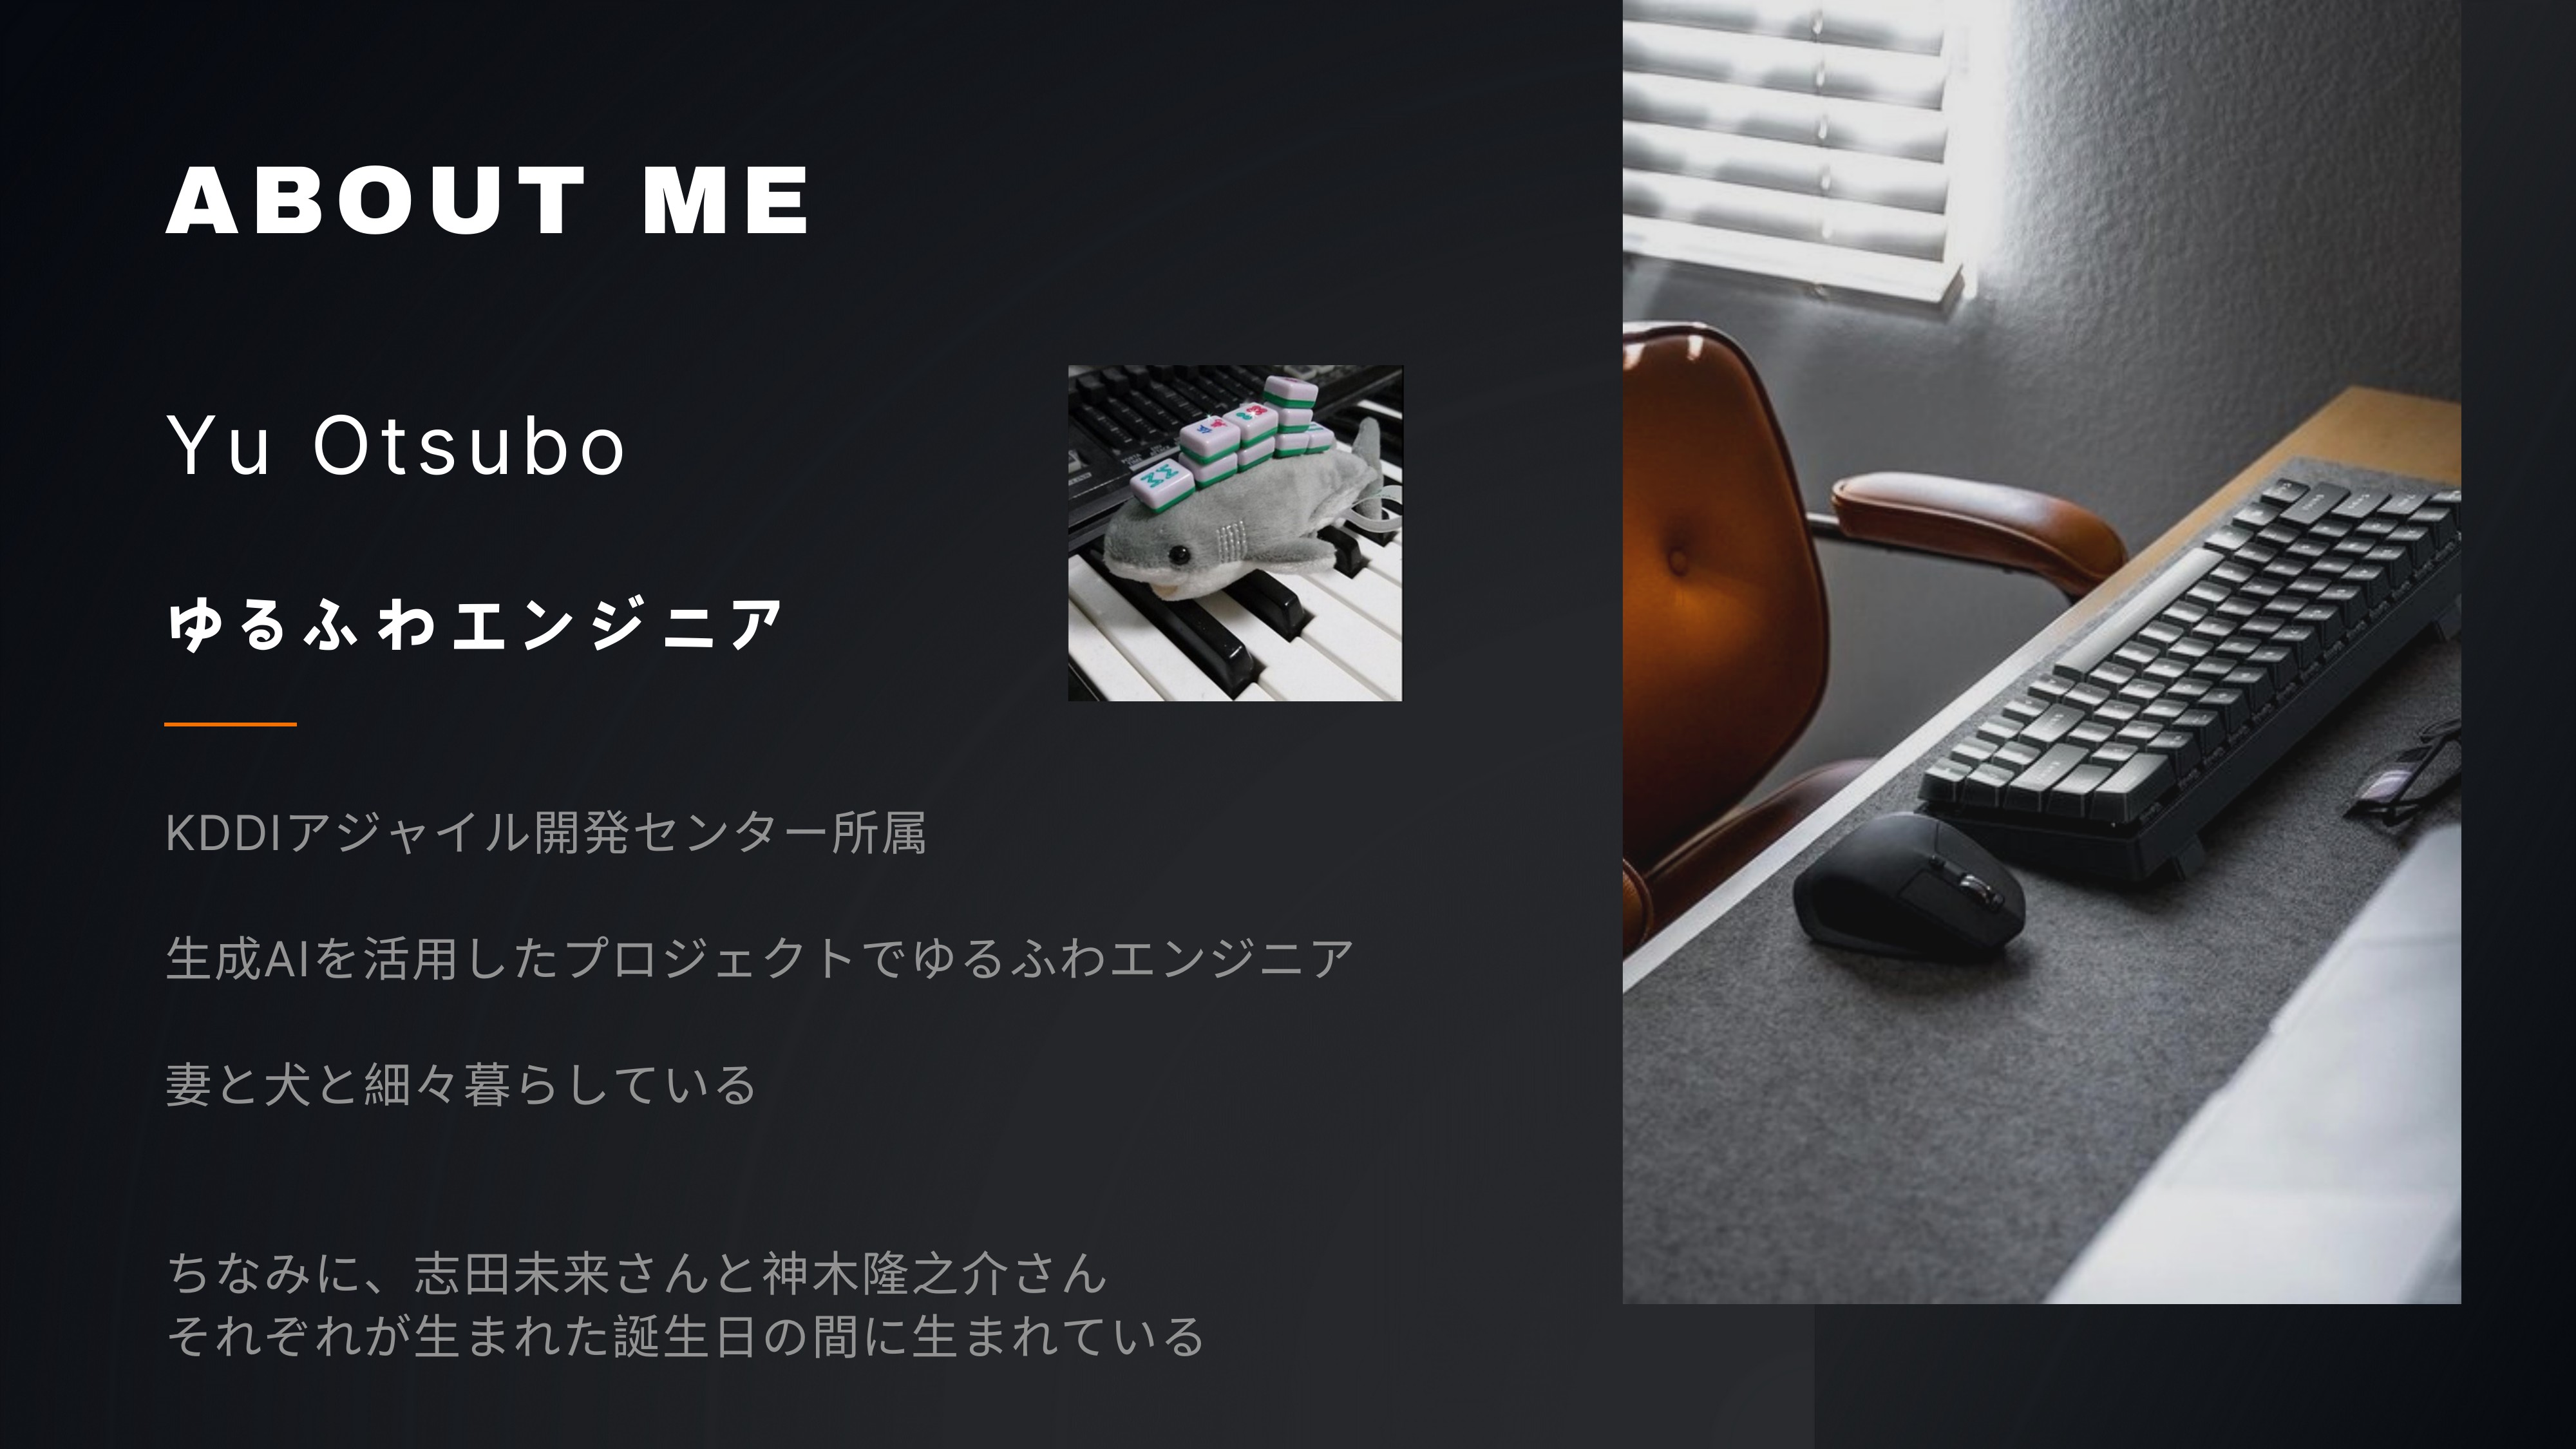 ABOUT ME
Yu Otsubo
ゆるふわエンジニア
KDDIアジャイル開発センター所属
生成AIを活用したプロジェクトでゆるふわエンジニア
妻と犬と細々暮らしている
ちなみに、志田未来さんと神木隆之介さん
それぞれが生まれた誕生日の間に生まれている